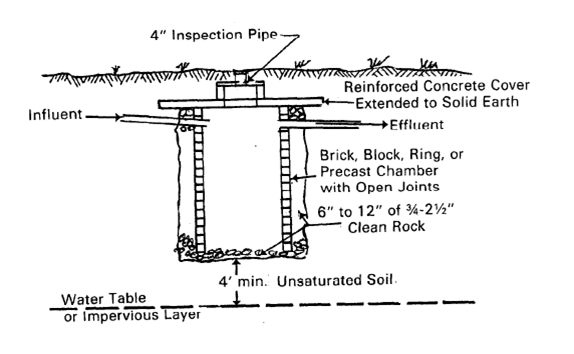 4" Inspection Pipe
Reinforced Concrete Cover
Extended to Solid Earth
Influent
Effluent
Brick, Block, Ring, or
Precast Chamber
with Open Joints
6" to 12" of ¾-2½"
Clean Rock
4' min. Unsaturated Soil
Water Table
or Impervious Layer